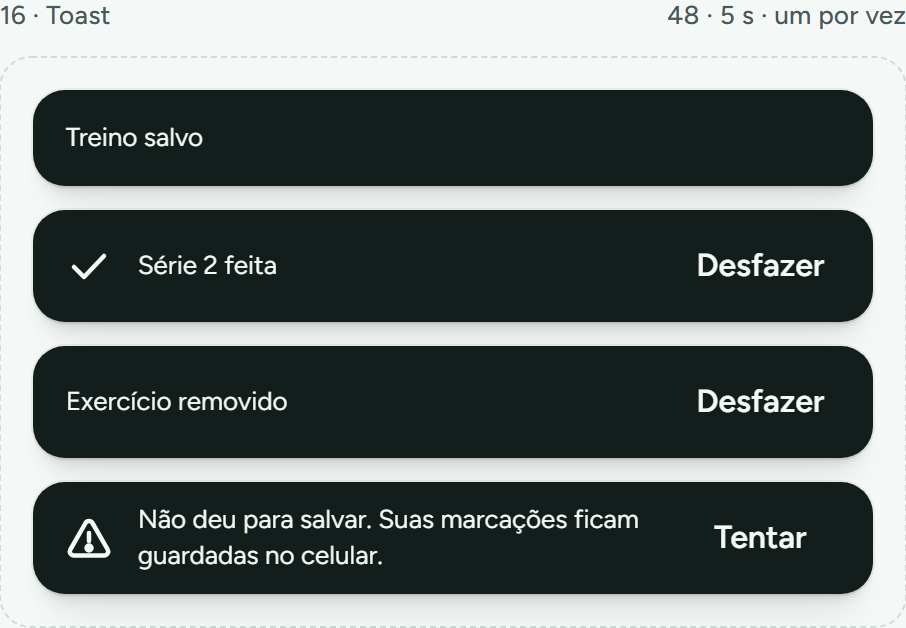 16 · Toast
48 · 5 s · um por vez
Treino salvo
Série 2 feita
Desfazer
Exercício removido
Desfazer
Não deu para salvar. Suas marcações ficam
guardadas no celular.
Tentar